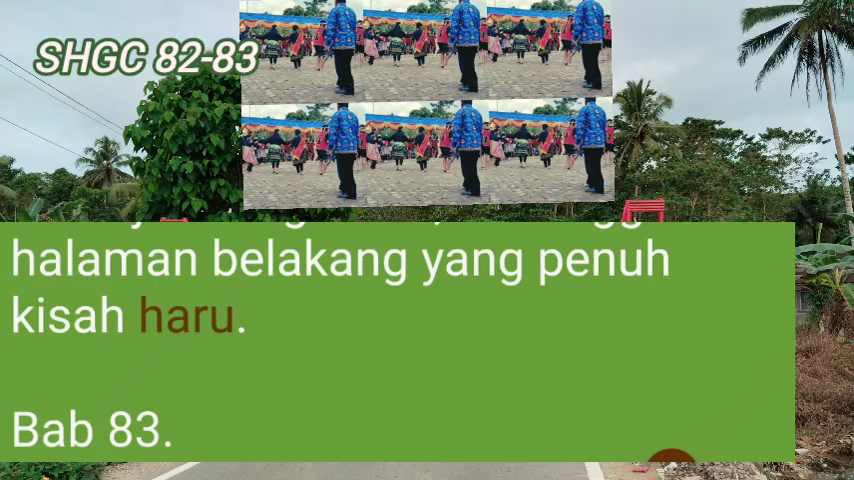 SHGC 82-83
halaman belakang yang penuh
kisah haru.
Bab 83.